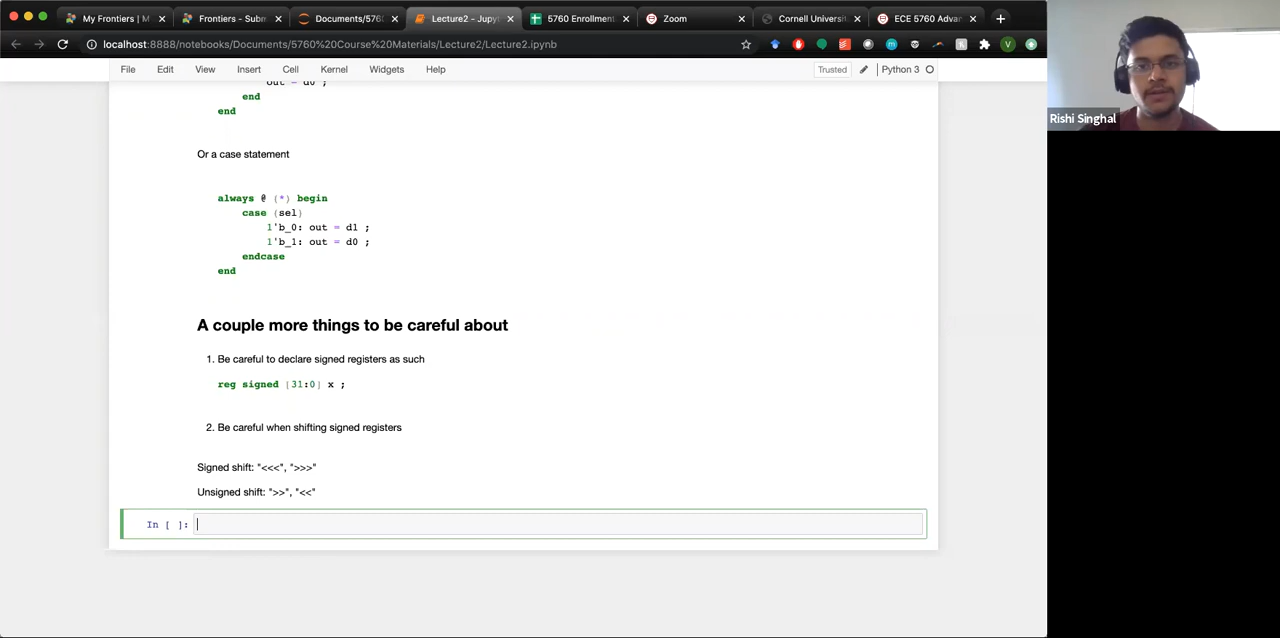 My Frontiers | M
Frontiers - Subm
Documents/5760
Lecture2 - Jupyt
5760 Enrollment.
Zoom
Cornell Universit
ECE 5760 Advan
localhost:8888/notebooks/Documents/5760%20Course%20Materials/Lecture2/Lecture2.ipynb
File Edit View Insert Cell Kernel Widgets Help
Trusted
Python 3
out = d0 ;
end
end
Or a case statement
always @ (*) begin
case (sel)
1'b_0: out = d1 ;
1'b_1: out = d0 ;
endcase
end
A couple more things to be careful about
1. Be careful to declare signed registers as such
reg signed [31:0] x ;
2. Be careful when shifting signed registers
Signed shift: "<<<", ">>>"
Unsigned shift: ">>", "<<"
In [ ]:
Rishi Singhal